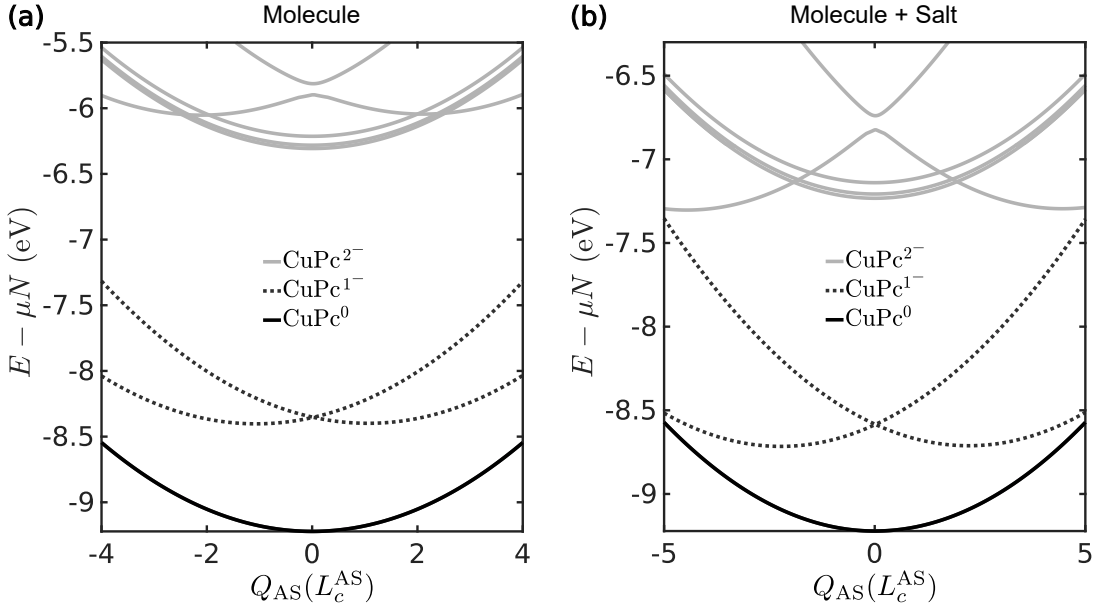 (a) Molecule
-5.5
-6
-6.5
-7
-7.5
-8
-8.5
-9
E − μN (eV)
CuPc²⁻
CuPc¹⁻
CuPc⁰
-4 -2 0 2 4
Q_AS(L_c^AS)
(b) Molecule + Salt
-6.5
-7
-7.5
-8
-8.5
-9
E − μN (eV)
CuPc²⁻
CuPc¹⁻
CuPc⁰
-5 0 5
Q_AS(L_c^AS)